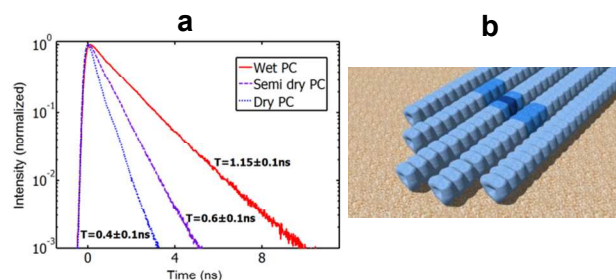 a
b
Intensity (normalized)
10⁰
10⁻¹
10⁻²
10⁻³
Wet PC
Semi dry PC
Dry PC
T=1.15±0.1ns
T=0.6±0.1ns
T=0.4±0.1ns
0
4
8
Time (ns)